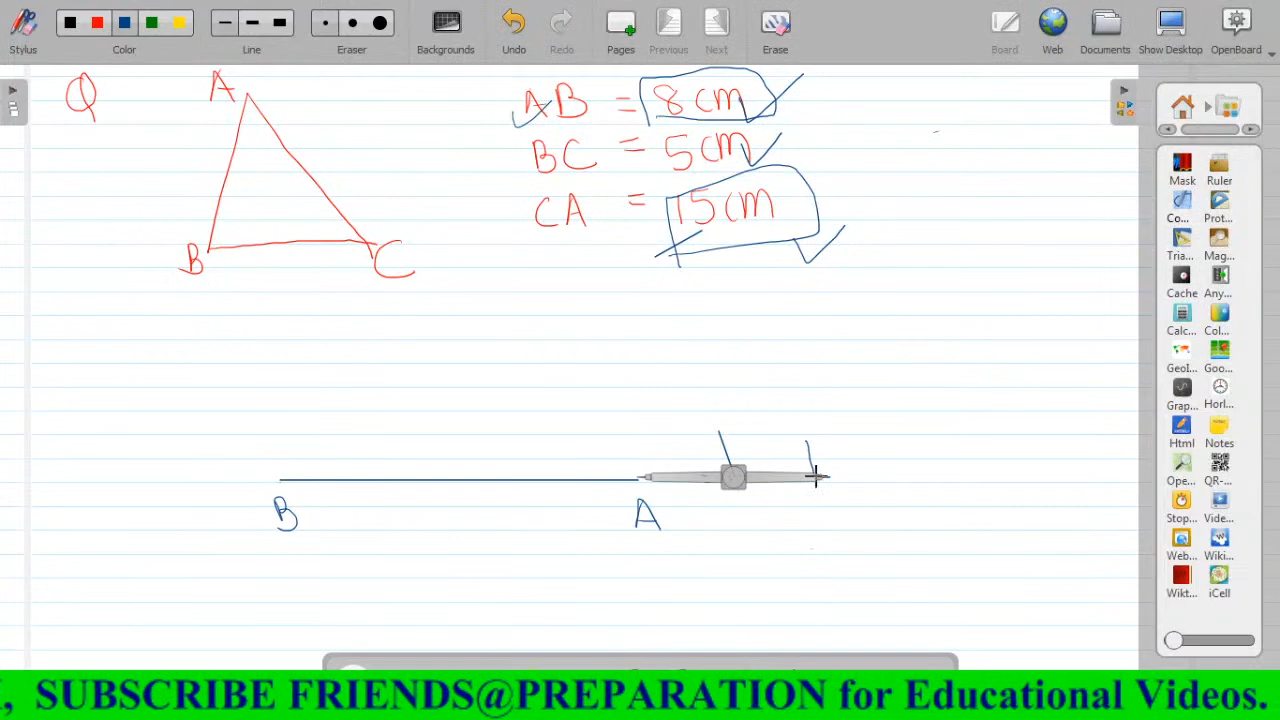 Stylus Color Line Eraser Backgrounds Undo Redo Pages Previous Next Erase Board Web Documents Show Desktop OpenBoard
Q
A
B
C
AB = 8 cm
BC = 5 cm
CA = 15 cm
B A
Mask Ruler
Co... Prot...
Tria... Mag...
Cache Any...
Calc... Col...
GeoI... Goo...
Grap... Horl...
Html Notes
Ope... QR-...
Stop... Vide...
Web... Wiki...
Wikt... iCell
, SUBSCRIBE FRIENDS@PREPARATION for Educational Videos.